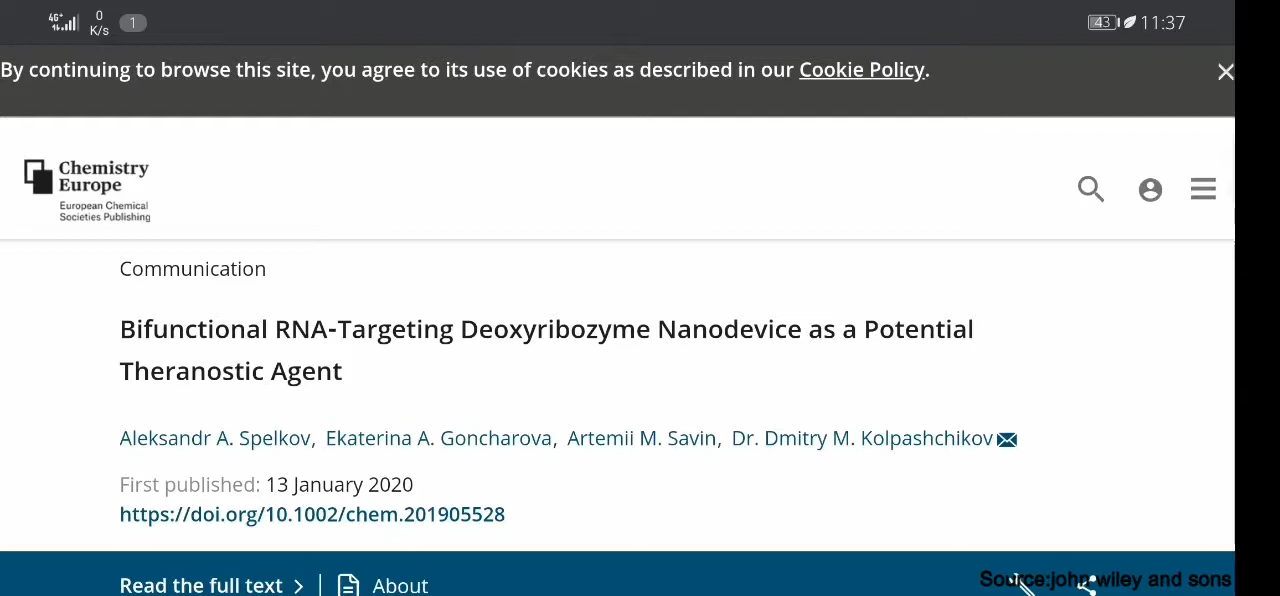 4G+ 0 K/s 1 43 11:37
By continuing to browse this site, you agree to its use of cookies as described in our Cookie Policy.
Chemistry
Europe
European Chemical
Societies Publishing
Communication
Bifunctional RNA-Targeting Deoxyribozyme Nanodevice as a Potential
Theranostic Agent
Aleksandr A. Spelkov, Ekaterina A. Goncharova, Artemii M. Savin, Dr. Dmitry M. Kolpashchikov
First published: 13 January 2020
https://doi.org/10.1002/chem.201905528
Read the full text About
Source:john wiley and sons